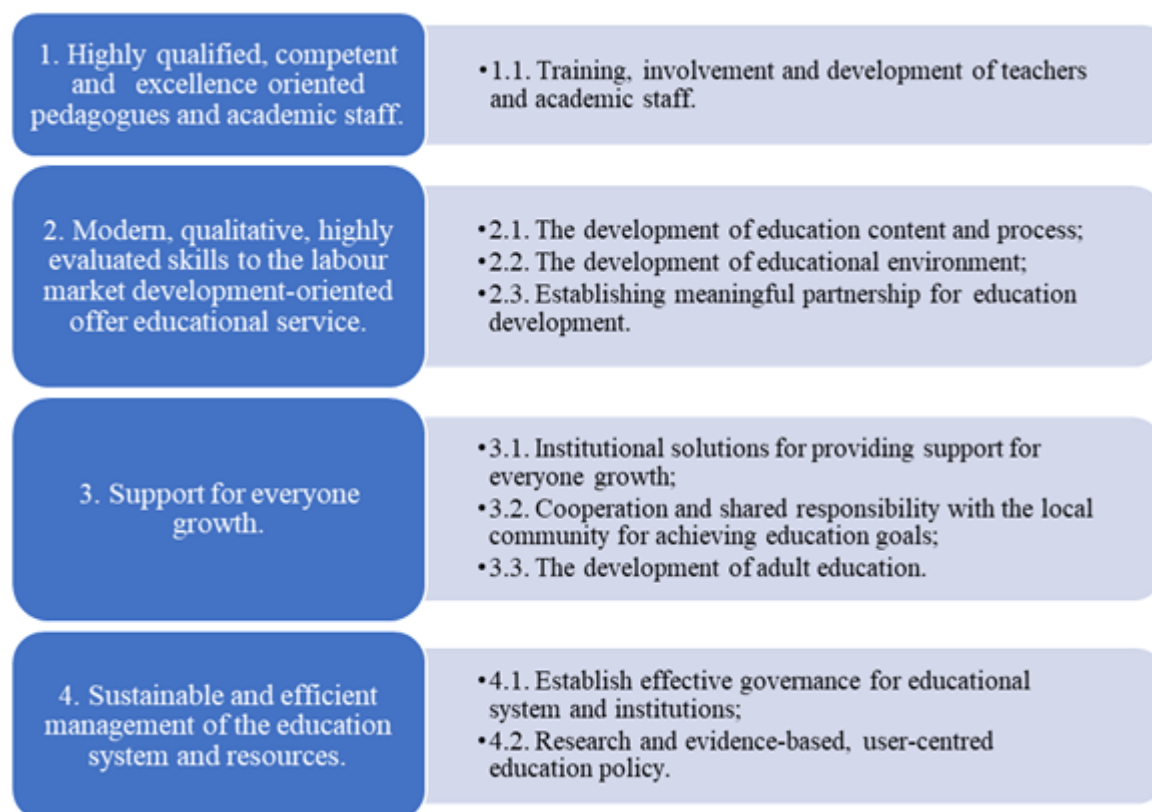 1. Highly qualified, competent
and excellence oriented
pedagogues and academic staff.
•1.1. Training, involvement and development of teachers
and academic staff.
2. Modern, qualitative, highly
evaluated skills to the labour
market development-oriented
offer educational service.
•2.1. The development of education content and process;
•2.2. The development of educational environment;
•2.3. Establishing meaningful partnership for education
development.
3. Support for everyone
growth.
•3.1. Institutional solutions for providing support for
everyone growth;
•3.2. Cooperation and shared responsibility with the local
community for achieving education goals;
•3.3. The development of adult education.
4. Sustainable and efficient
management of the education
system and resources.
•4.1. Establish effective governance for educational
system and institutions;
•4.2. Research and evidence-based, user-centred
education policy.